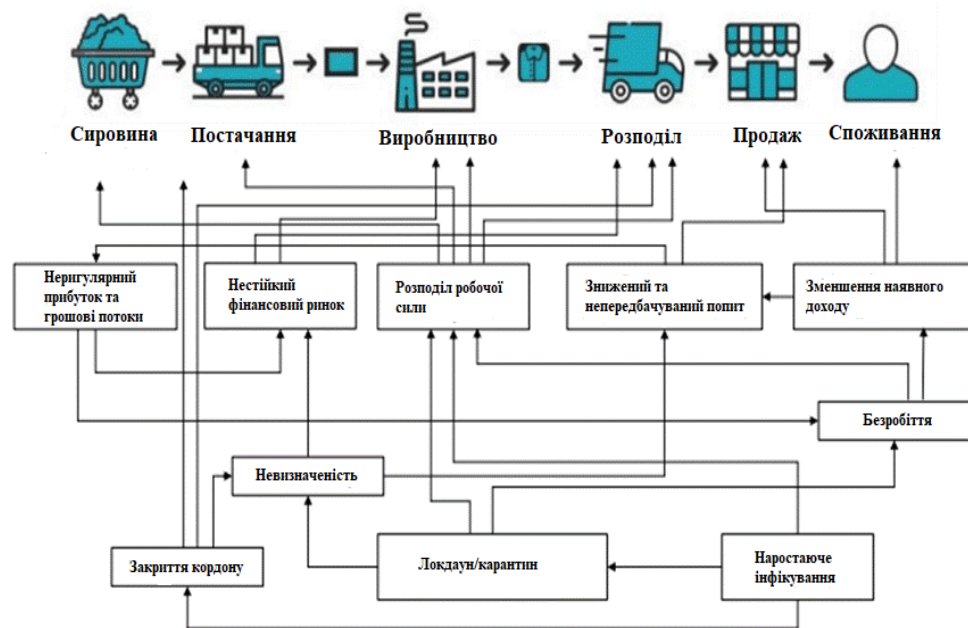 Сировина
Постачання
Виробництво
Розподіл
Продаж
Споживання
Неригулярний
прибуток та
грошові потоки
Нестійкий
фінансовий ринок
Розподіл робочої
сили
Знижений та
непередбачуваний попит
Зменшення наявного
доходу
Безробіття
Невизначеність
Закриття кордону
Локдаун/карантин
Наростаюче
інфікування